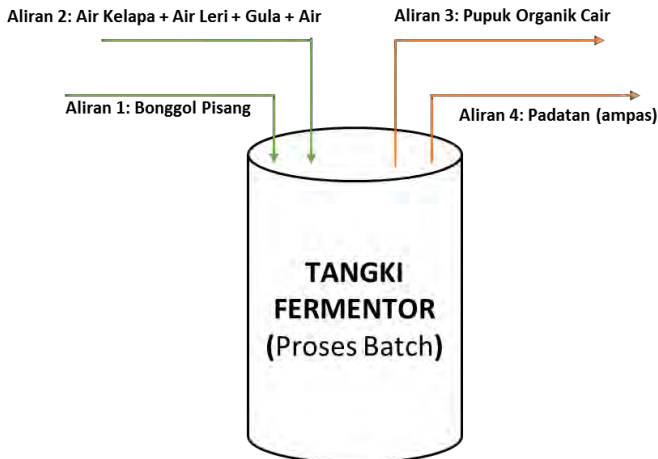 Aliran 2: Air Kelapa + Air Leri + Gula + Air
Aliran 3: Pupuk Organik Cair
Aliran 1: Bonggol Pisang
Aliran 4: Padatan (ampas)
TANGKI
FERMENTOR
(Proses Batch)